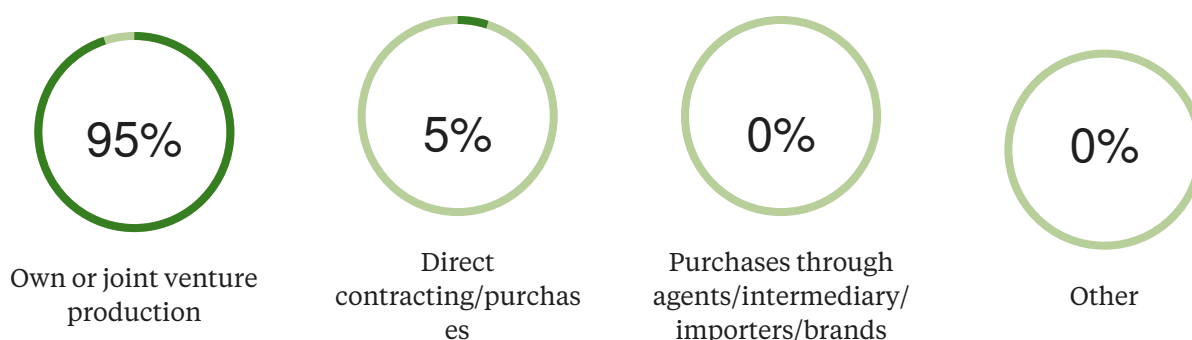 95%
Own or joint venture
production
5%
Direct
contracting/purchas
es
0%
Purchases through
agents/intermediary/
importers/brands
0%
Other